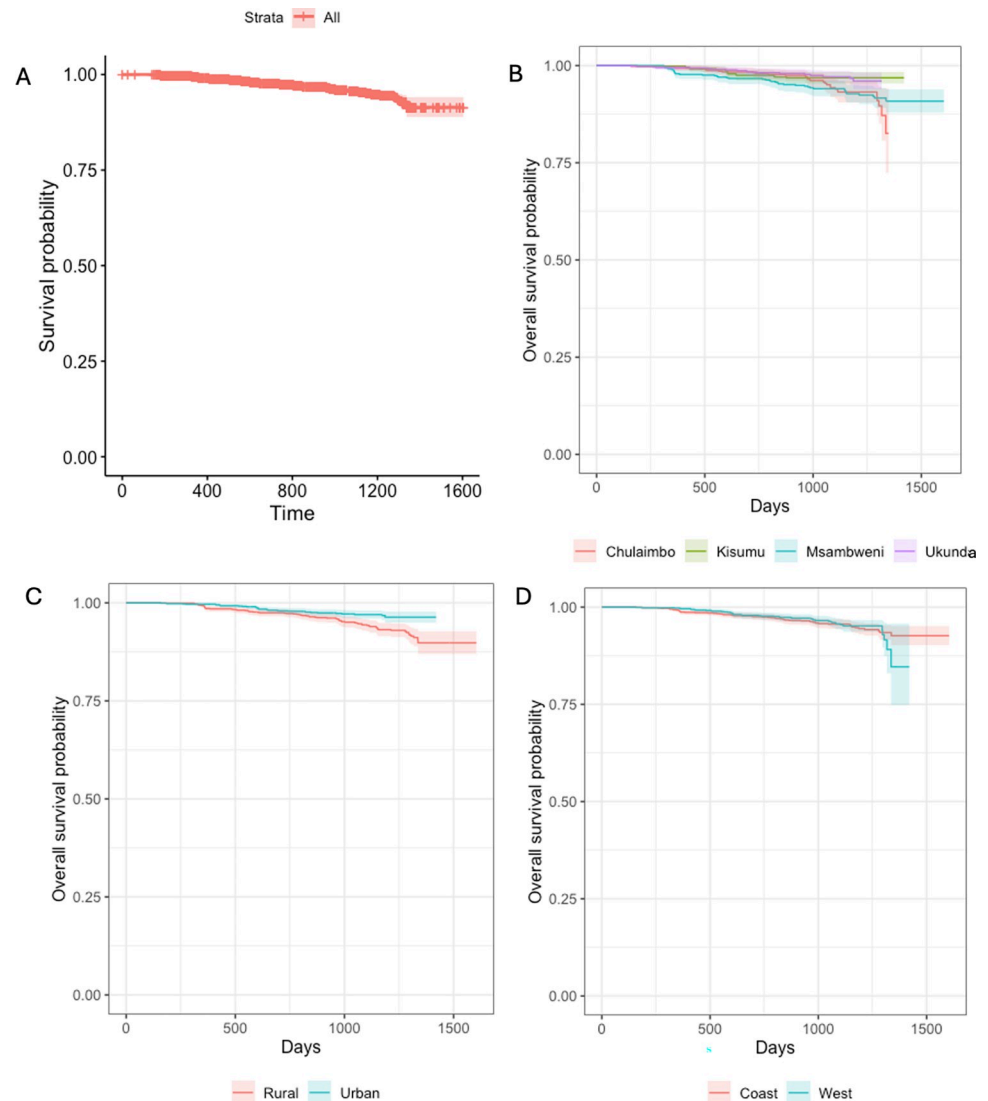 Strata All
A
Survival probability
1.00
0.75
0.50
0.25
0.00
0 400 800 1200 1600
Time
B
Overall survival probability
1.00
0.75
0.50
0.25
0.00
0 500 1000 1500
Days
Chulaimbo Kisumu Msambweni Ukunda
C
Overall survival probability
1.00
0.75
0.50
0.25
0.00
0 500 1000 1500
Days
Rural Urban
D
Overall survival probability
1.00
0.75
0.50
0.25
0.00
0 500 1000 1500
s Days
Coast West